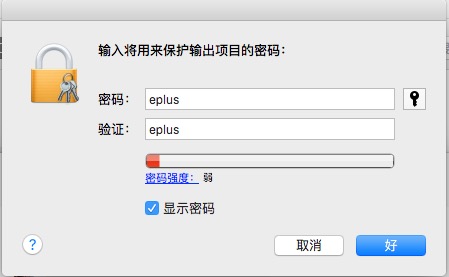 输入将用来保护输出项目的密码：
密码： eplus
验证： eplus
密码强度： 弱
显示密码
? 取消 好